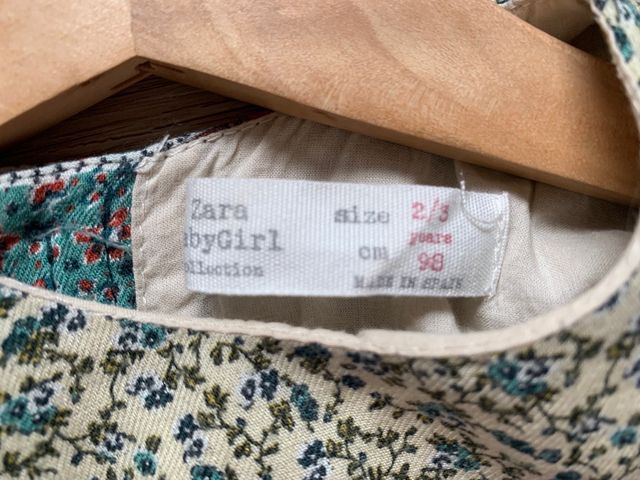 Zara size 2/3
byGirl years
cm 98
ollection
MADE IN SPAIN